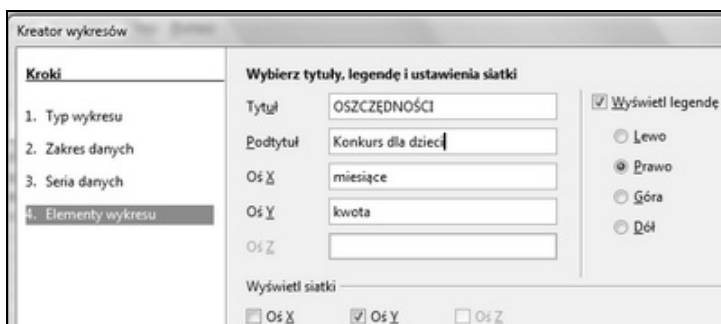 Kreator wykresów
Kroki
1. Typ wykresu
2. Zakres danych
3. Seria danych
4. Elementy wykresu
Wybierz tytuły, legendę i ustawienia siatki
Tytuł OSZCZĘDNOŚCI
Podtytuł Konkurs dla dzieci
Oś X miesiące
Oś Y kwota
Oś Z
Wyświetl legendę
Lewo
Prawo
Góra
Dół
Wyświetl siatki
Oś X Oś Y Oś Z